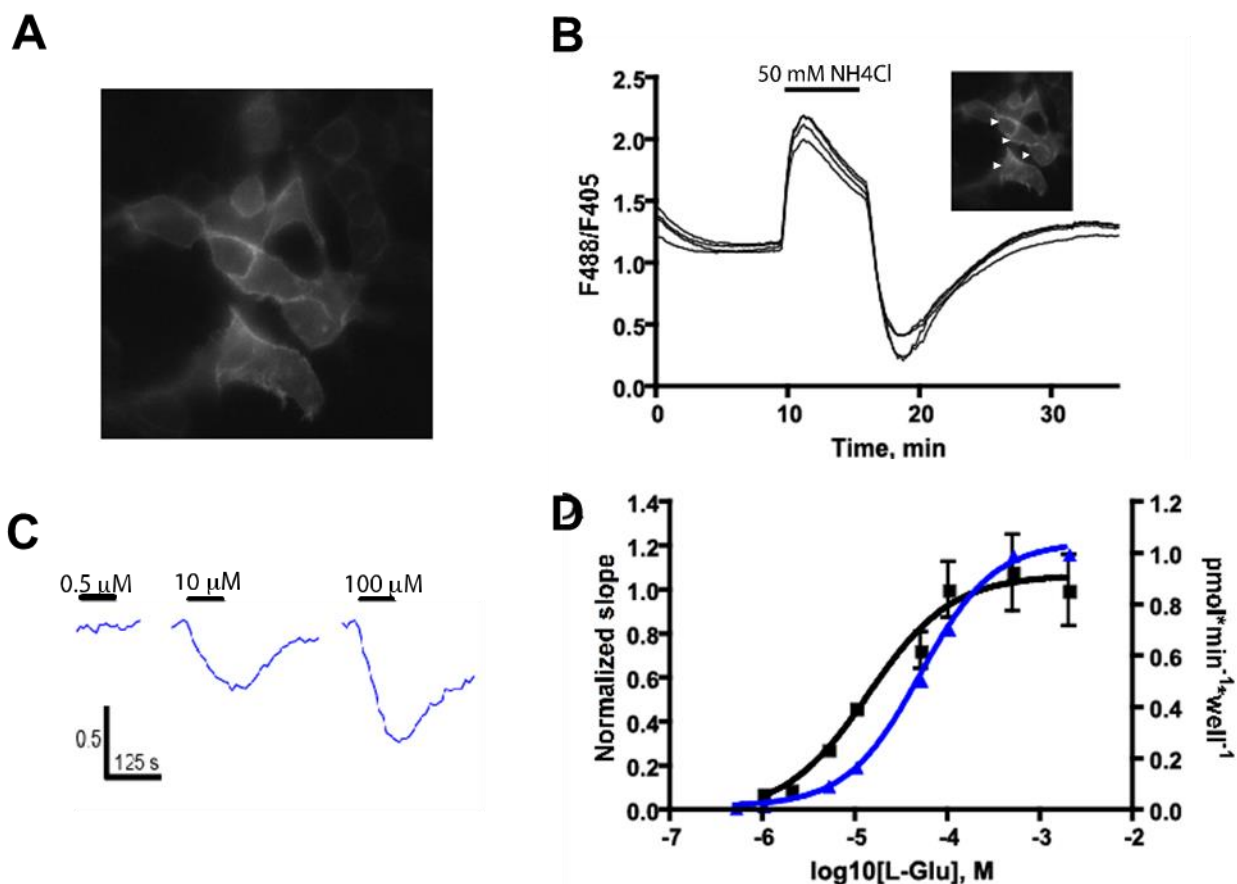 A
B
50 mM NH4Cl
2.5
2.0
1.5
1.0
0.5
0.0
F488/F405
0 10 20 30
Time, min
C
0.5 μM 10 μM 100 μM
0.5
125 s
D
1.4
1.2
1.0
0.8
0.6
0.4
0.2
0.0
Normalized slope
1.2
1.0
0.8
0.6
0.4
0.2
0.0
pmol*min-1*well-1
-7 -6 -5 -4 -3 -2
log10[L-Glu], M